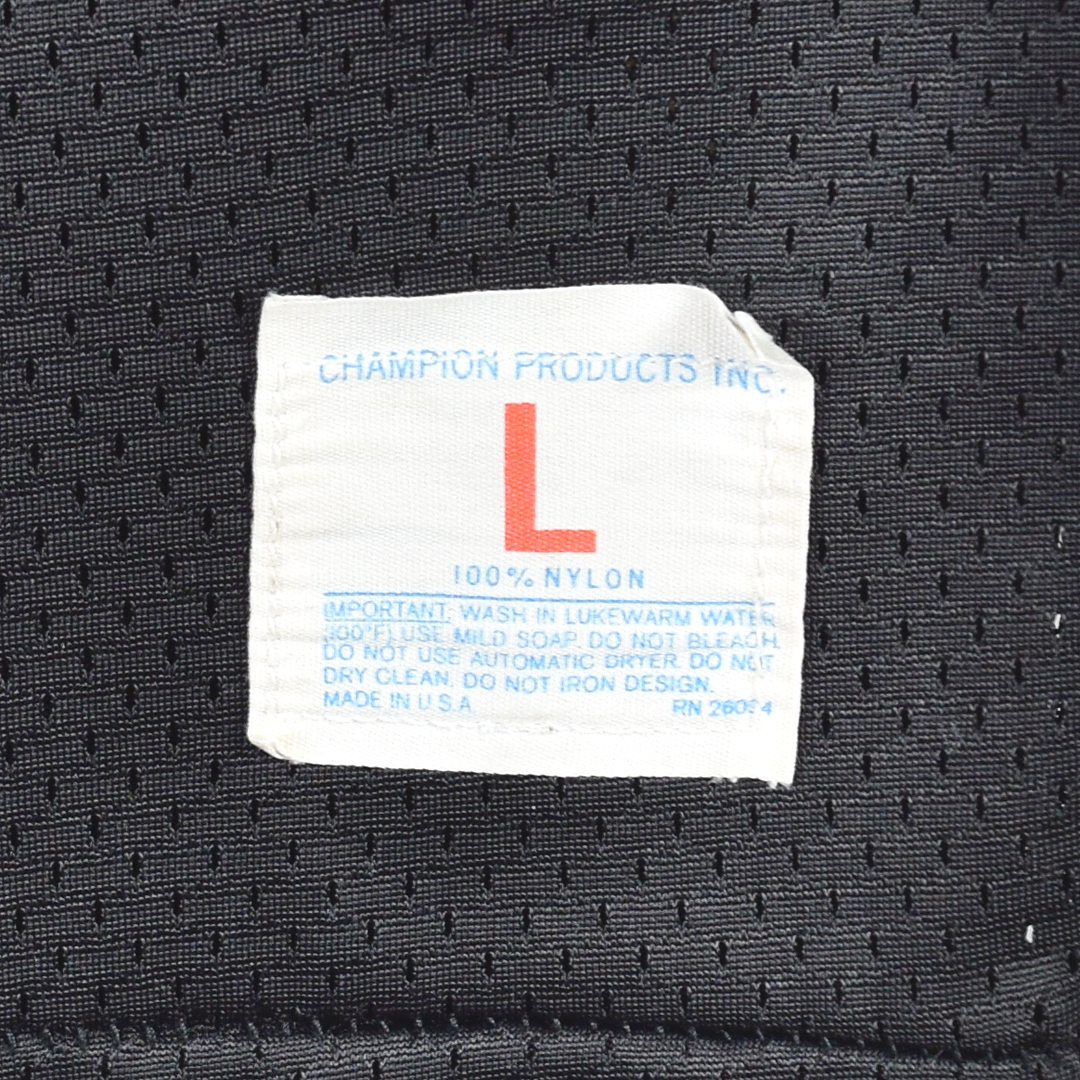 CHAMPION PRODUCTS INC.
L
100% NYLON
IMPORTANT: WASH IN LUKEWARM WATER
(100°F) USE MILD SOAP. DO NOT BLEACH.
DO NOT USE AUTOMATIC DRYER. DO NOT
DRY CLEAN. DO NOT IRON DESIGN.
MADE IN U.S.A
RN